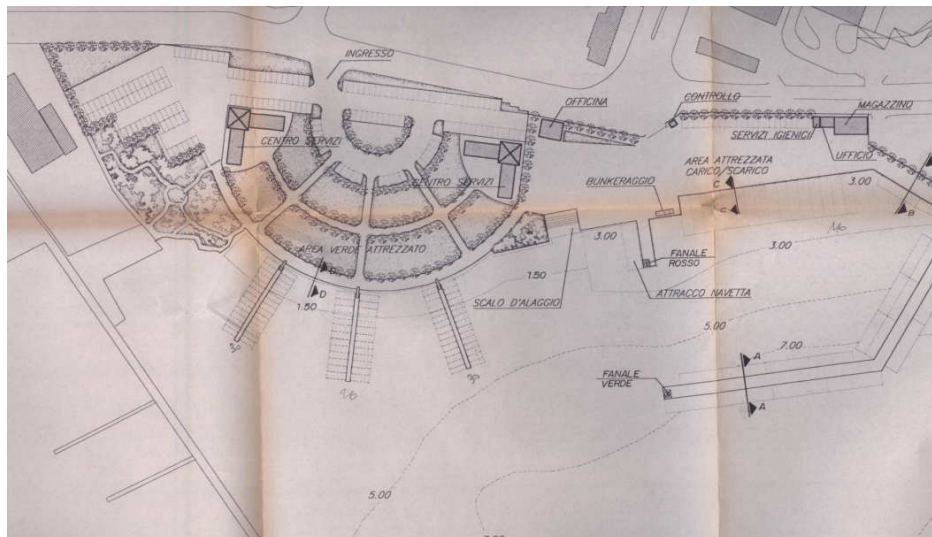 INGRESSO
OFFICINA
CONTROLLO
MAGAZZINO
CENTRO SERVIZI
SERVIZI IGIENICI
UFFICIO
CENTRO SERVIZI
AREA ATTREZZATA
CARICO/SCARICO
BUNKERAGGIO
C
3.00
C
B
AREA VERDE ATTREZZATO
3.00
3.00
FANALE
ROSSO
D
1.50
ATTRACCO NAVETTA
D
1.50
SCALO D'ALAGGIO
5.00
7.00
A
FANALE
VERDE
A
5.00